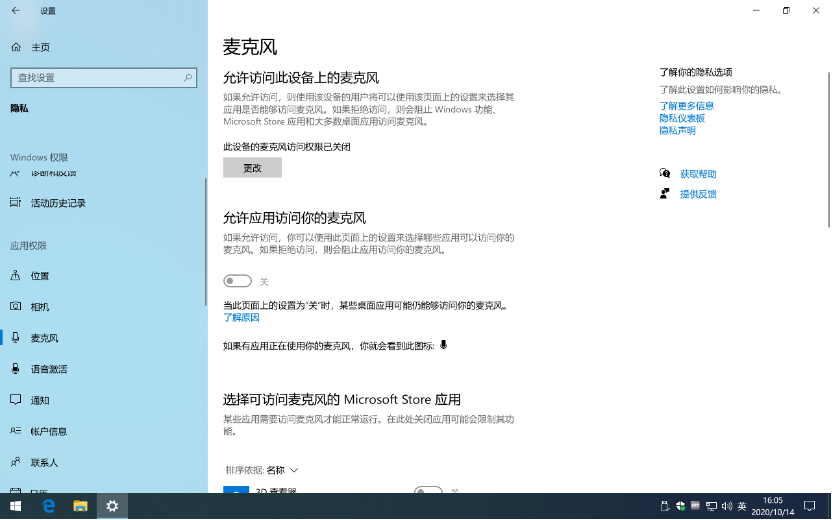 设置
主页
查找设置
隐私
Windows 权限
诊断和反馈
活动历史记录
应用权限
位置
相机
麦克风
语音激活
通知
帐户信息
联系人
日历
麦克风
允许访问此设备上的麦克风
如果允许访问，则使用该设备的用户将可以使用该页面上的设置来选择其
应用是否能够访问麦克风。如果拒绝访问，则会阻止 Windows 功能、
Microsoft Store 应用和大多数桌面应用访问麦克风。
此设备的麦克风访问权限已关闭
更改
允许应用访问你的麦克风
如果允许访问，你可以使用此页面上的设置来选择哪些应用可以访问你的
麦克风。如果拒绝访问，则会阻止应用访问你的麦克风。
关
当此页面上的设置为"关"时，某些桌面应用可能仍能够访问你的麦克风。
了解原因
如果有应用正在使用你的麦克风，你就会看到此图标:
选择可访问麦克风的 Microsoft Store 应用
某些应用需要访问麦克风才能正常运行。在此处关闭应用可能会限制其功
能。
排序依据: 名称
3D 查看器
关
了解你的隐私选项
了解此设置如何影响你的隐私。
了解更多信息
隐私仪表板
隐私声明
获取帮助
提供反馈
英
16:05
2020/10/14